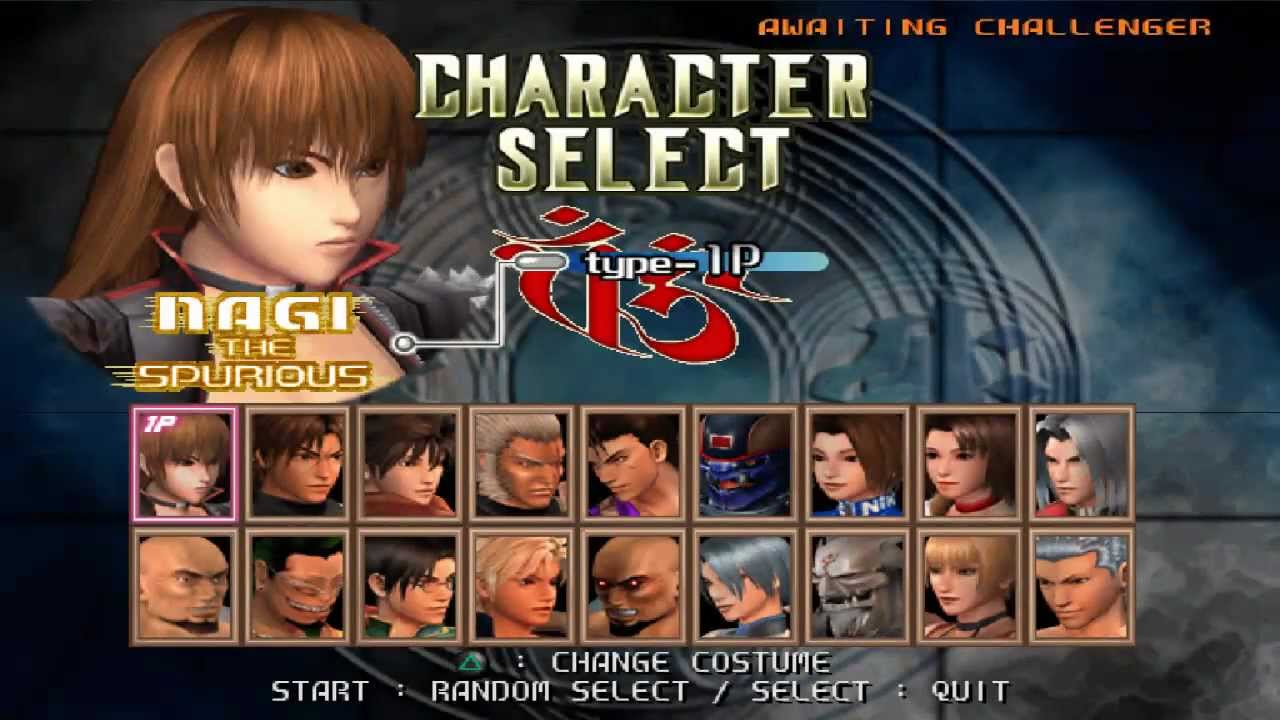 AWAITING CHALLENGER
CHARACTER
SELECT
type-1P
NAGI
THE
SPURIOUS
1P
△ : CHANGE COSTUME
START : RANDOM SELECT / SELECT : QUIT